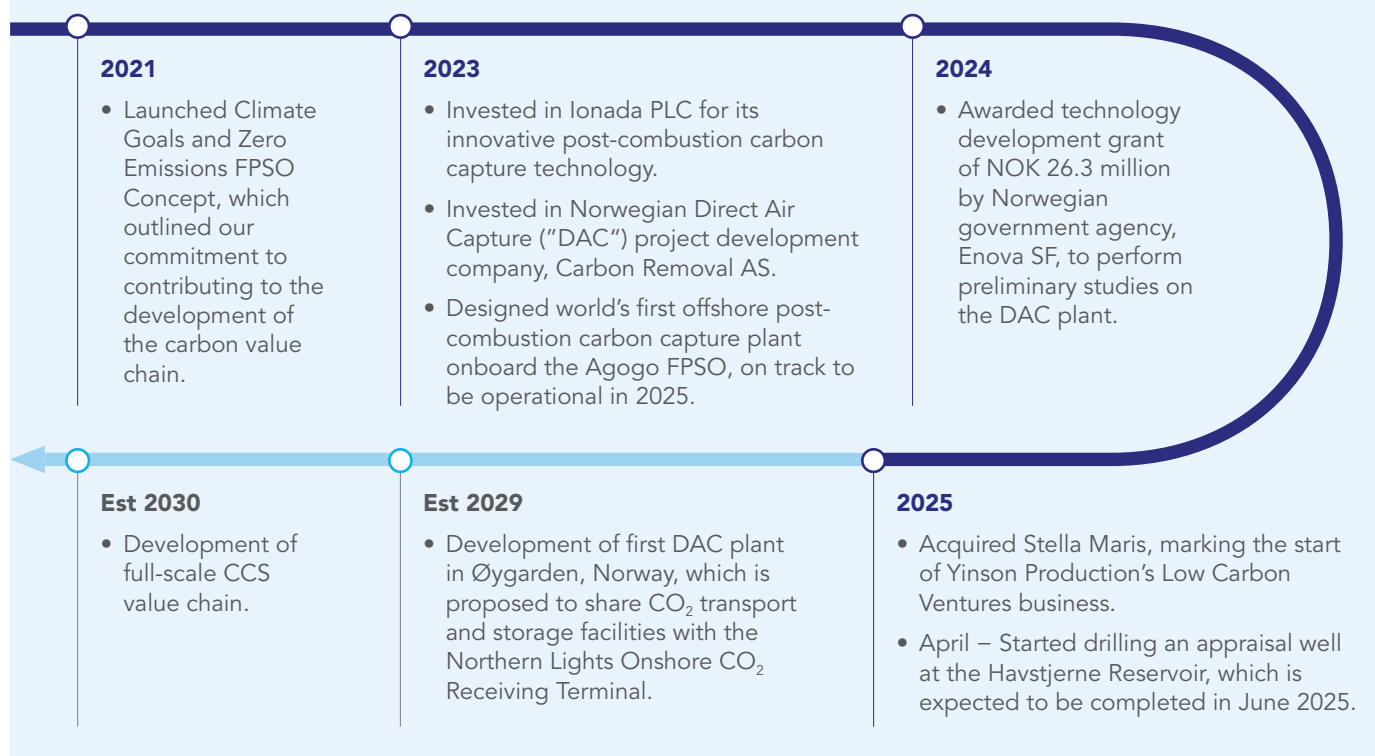 2021
• Launched Climate
Goals and Zero
Emissions FPSO
Concept, which
outlined our
commitment to
contributing to the
development of
the carbon value
chain.
2023
• Invested in Ionada PLC for its
innovative post-combustion carbon
capture technology.
• Invested in Norwegian Direct Air
Capture (”DAC“) project development
company, Carbon Removal AS.
• Designed world’s first offshore post-
combustion carbon capture plant
onboard the Agogo FPSO, on track to
be operational in 2025.
2024
• Awarded technology
development grant
of NOK 26.3 million
by Norwegian
government agency,
Enova SF, to perform
preliminary studies on
the DAC plant.
Est 2030
• Development of
full-scale CCS
value chain.
Est 2029
• Development of first DAC plant
in Øygarden, Norway, which is
proposed to share CO₂ transport
and storage facilities with the
Northern Lights Onshore CO₂
Receiving Terminal.
2025
• Acquired Stella Maris, marking the start
of Yinson Production’s Low Carbon
Ventures business.
• April – Started drilling an appraisal well
at the Havstjerne Reservoir, which is
expected to be completed in June 2025.